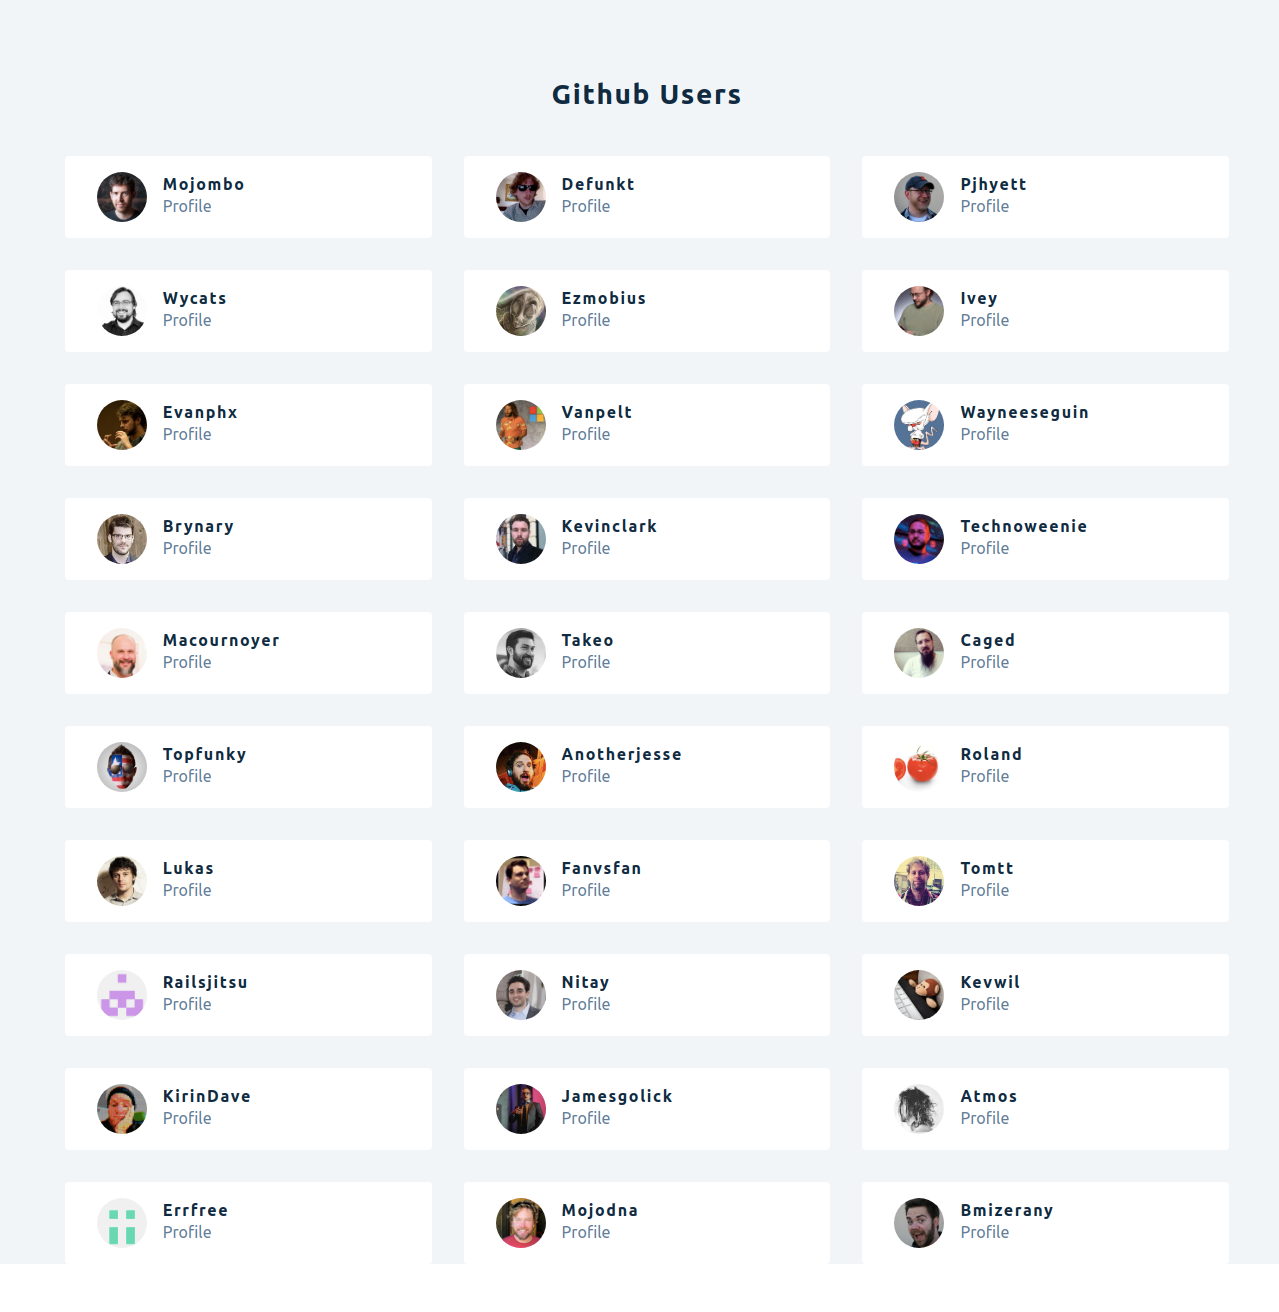 Github Users
Mojombo
Profile
Defunkt
Profile
Pjhyett
Profile
Wycats
Profile
Ezmobius
Profile
Ivey
Profile
Evanphx
Profile
Vanpelt
Profile
Wayneeseguin
Profile
Brynary
Profile
Kevinclark
Profile
Technoweenie
Profile
Macournoyer
Profile
Takeo
Profile
Caged
Profile
Topfunky
Profile
Anotherjesse
Profile
Roland
Profile
Lukas
Profile
Fanvsfan
Profile
Tomtt
Profile
Railsjitsu
Profile
Nitay
Profile
Kevwil
Profile
KirinDave
Profile
Jamesgolick
Profile
Atmos
Profile
Errfree
Profile
Mojodna
Profile
Bmizerany
Profile